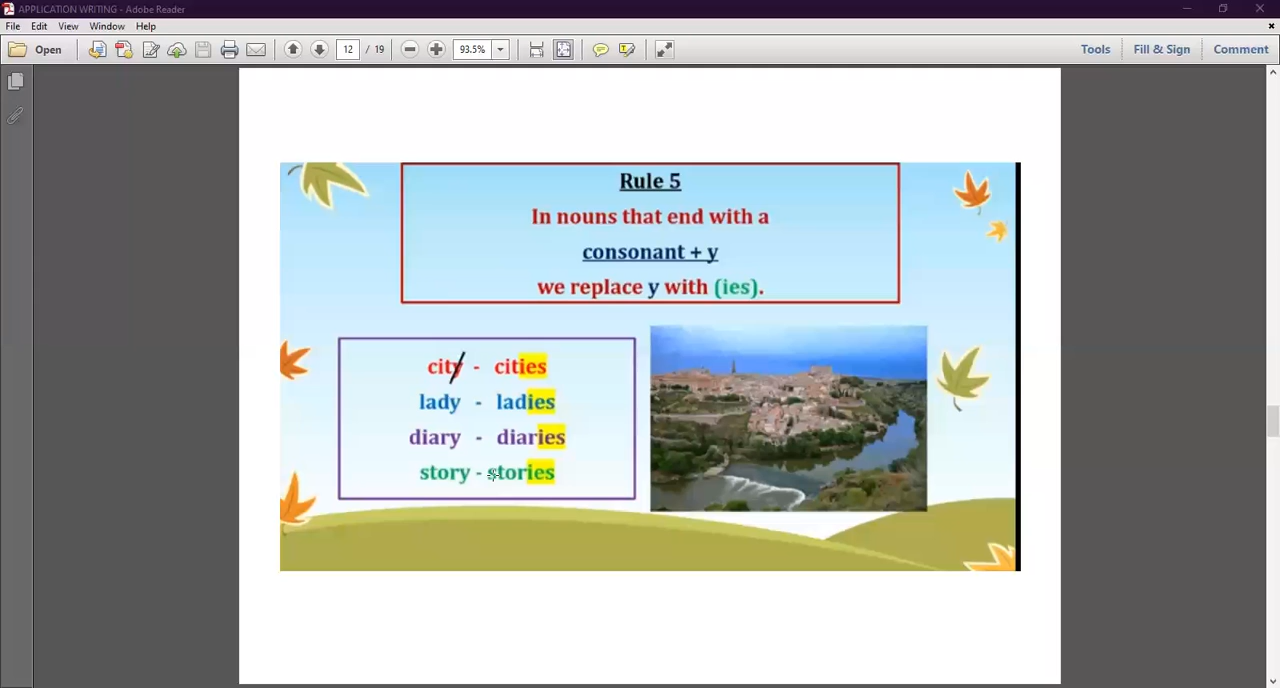 APPLICATION WRITING - Adobe Reader
File Edit View Window Help
Open 12 / 19 93.5% Tools Fill & Sign Comment
Rule 5
In nouns that end with a
consonant + y
we replace y with (ies).
city - cities
lady - ladies
diary - diaries
story - stories